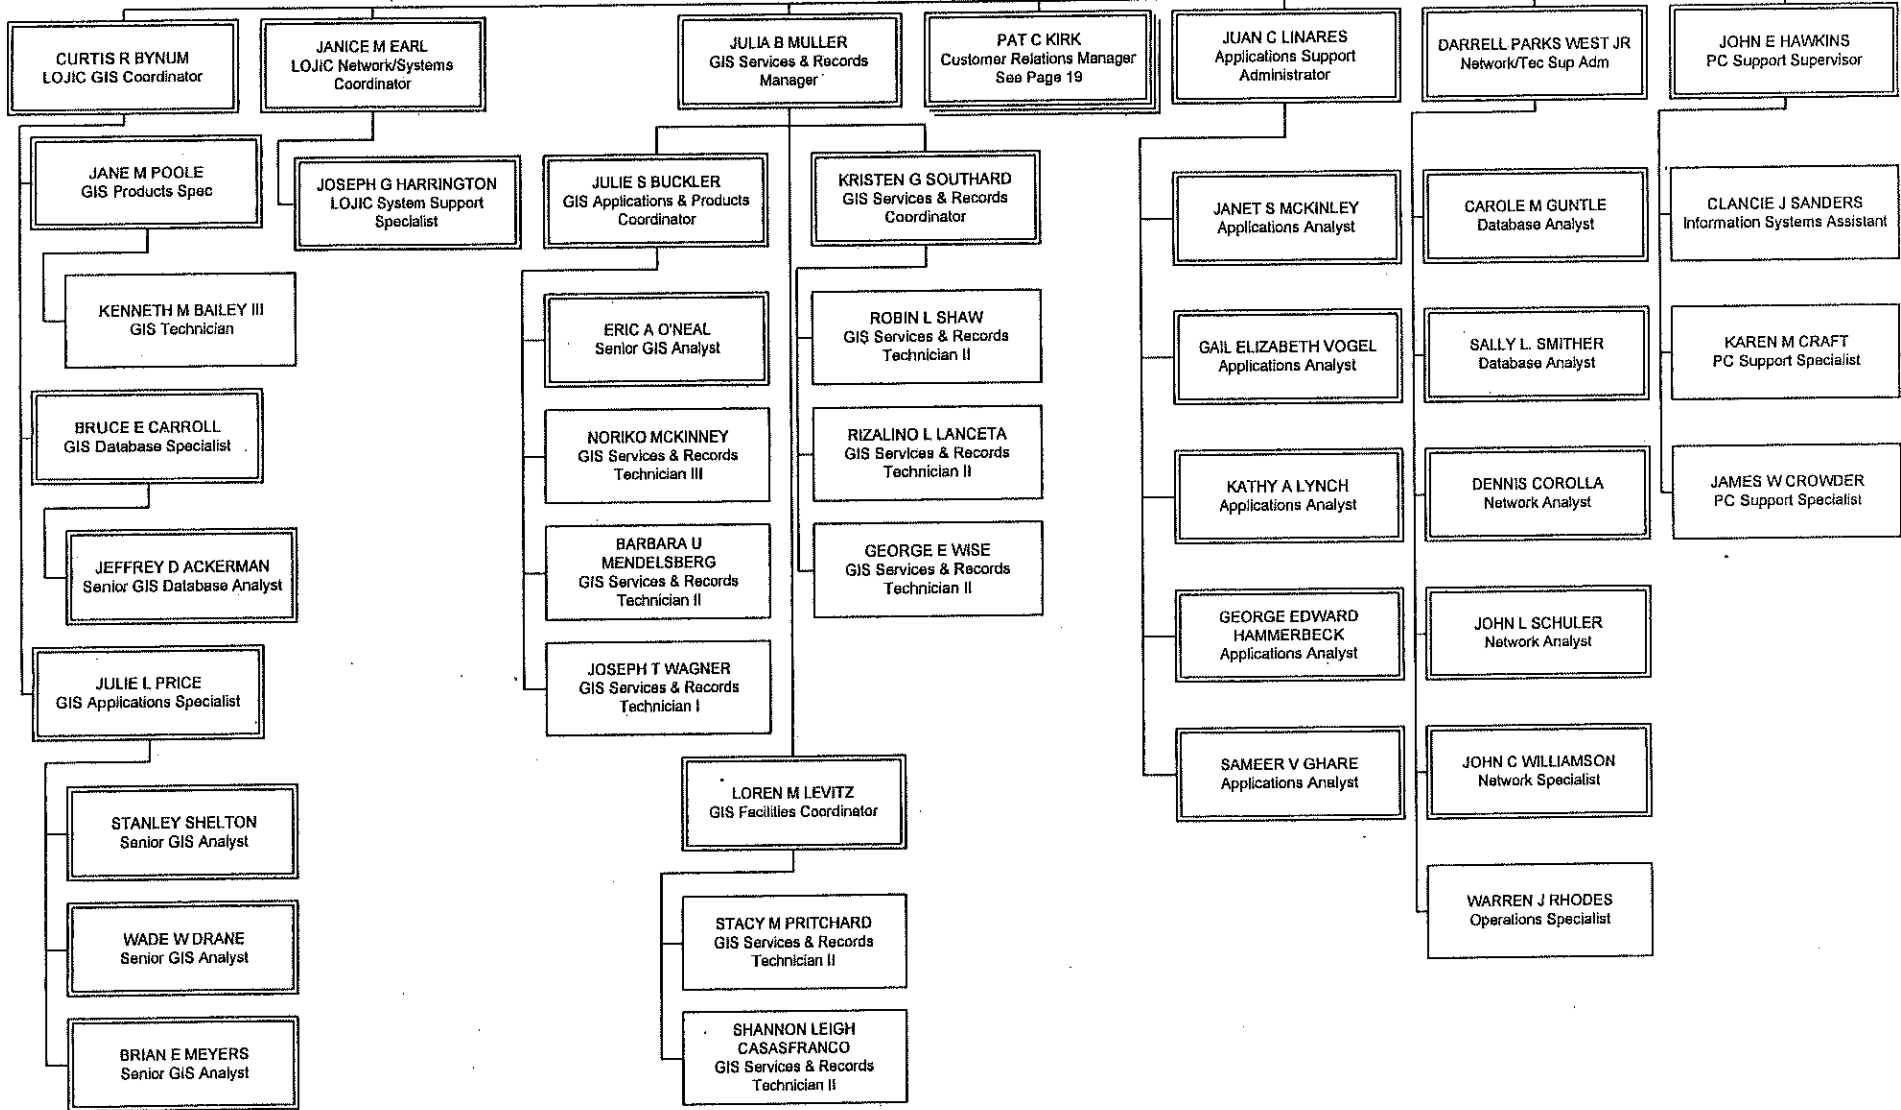 CURTIS R BYNUM
LOJIC GIS Coordinator
JANICE M EARL
LOJIC Network/Systems
Coordinator
JULIA B MULLER
GIS Services & Records
Manager
PAT C KIRK
Customer Relations Manager
See Page 19
JUAN C LINARES
Applications Support
Administrator
DARRELL PARKS WEST JR
Network/Tec Sup Adm
JOHN E HAWKINS
PC Support Supervisor
JANE M POOLE
GIS Products Spec
KENNETH M BAILEY III
GIS Technician
BRUCE E CARROLL
GIS Database Specialist
JEFFREY D ACKERMAN
Senior GIS Database Analyst
JULIE L PRICE
GIS Applications Specialist
STANLEY SHELTON
Senior GIS Analyst
WADE W DRANE
Senior GIS Analyst
BRIAN E MEYERS
Senior GIS Analyst
JOSEPH G HARRINGTON
LOJIC System Support
Specialist
JULIE S BUCKLER
GIS Applications & Products
Coordinator
ERIC A O'NEAL
Senior GIS Analyst
NORIKO MCKINNEY
GIS Services & Records
Technician III
BARBARA U
MENDELSBERG
GIS Services & Records
Technician II
JOSEPH T WAGNER
GIS Services & Records
Technician I
KRISTEN G SOUTHARD
GIS Services & Records
Coordinator
ROBIN L SHAW
GIS Services & Records
Technician II
RIZALINO L LANCETA
GIS Services & Records
Technician II
GEORGE E WISE
GIS Services & Records
Technician II
LOREN M LEVITZ
GIS Facilities Coordinator
STACY M PRITCHARD
GIS Services & Records
Technician II
SHANNON LEIGH
CASASFRANCO
GIS Services & Records
Technician II
JANET S MCKINLEY
Applications Analyst
GAIL ELIZABETH VOGEL
Applications Analyst
KATHY A LYNCH
Applications Analyst
GEORGE EDWARD
HAMMERBECK
Applications Analyst
SAMEER V GHARE
Applications Analyst
CAROLE M GUNTLE
Database Analyst
SALLY L. SMITHER
Database Analyst
DENNIS COROLLA
Network Analyst
JOHN L SCHULER
Network Analyst
JOHN C WILLIAMSON
Network Specialist
WARREN J RHODES
Operations Specialist
CLANCIE J SANDERS
Information Systems Assistant
KAREN M CRAFT
PC Support Specialist
JAMES W CROWDER
PC Support Specialist